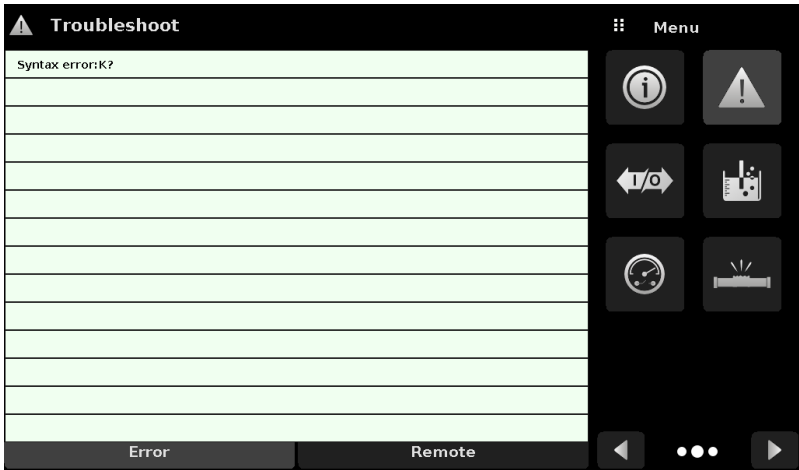 Troubleshoot
Menu
Syntax error:K?
I/O
Error
Remote